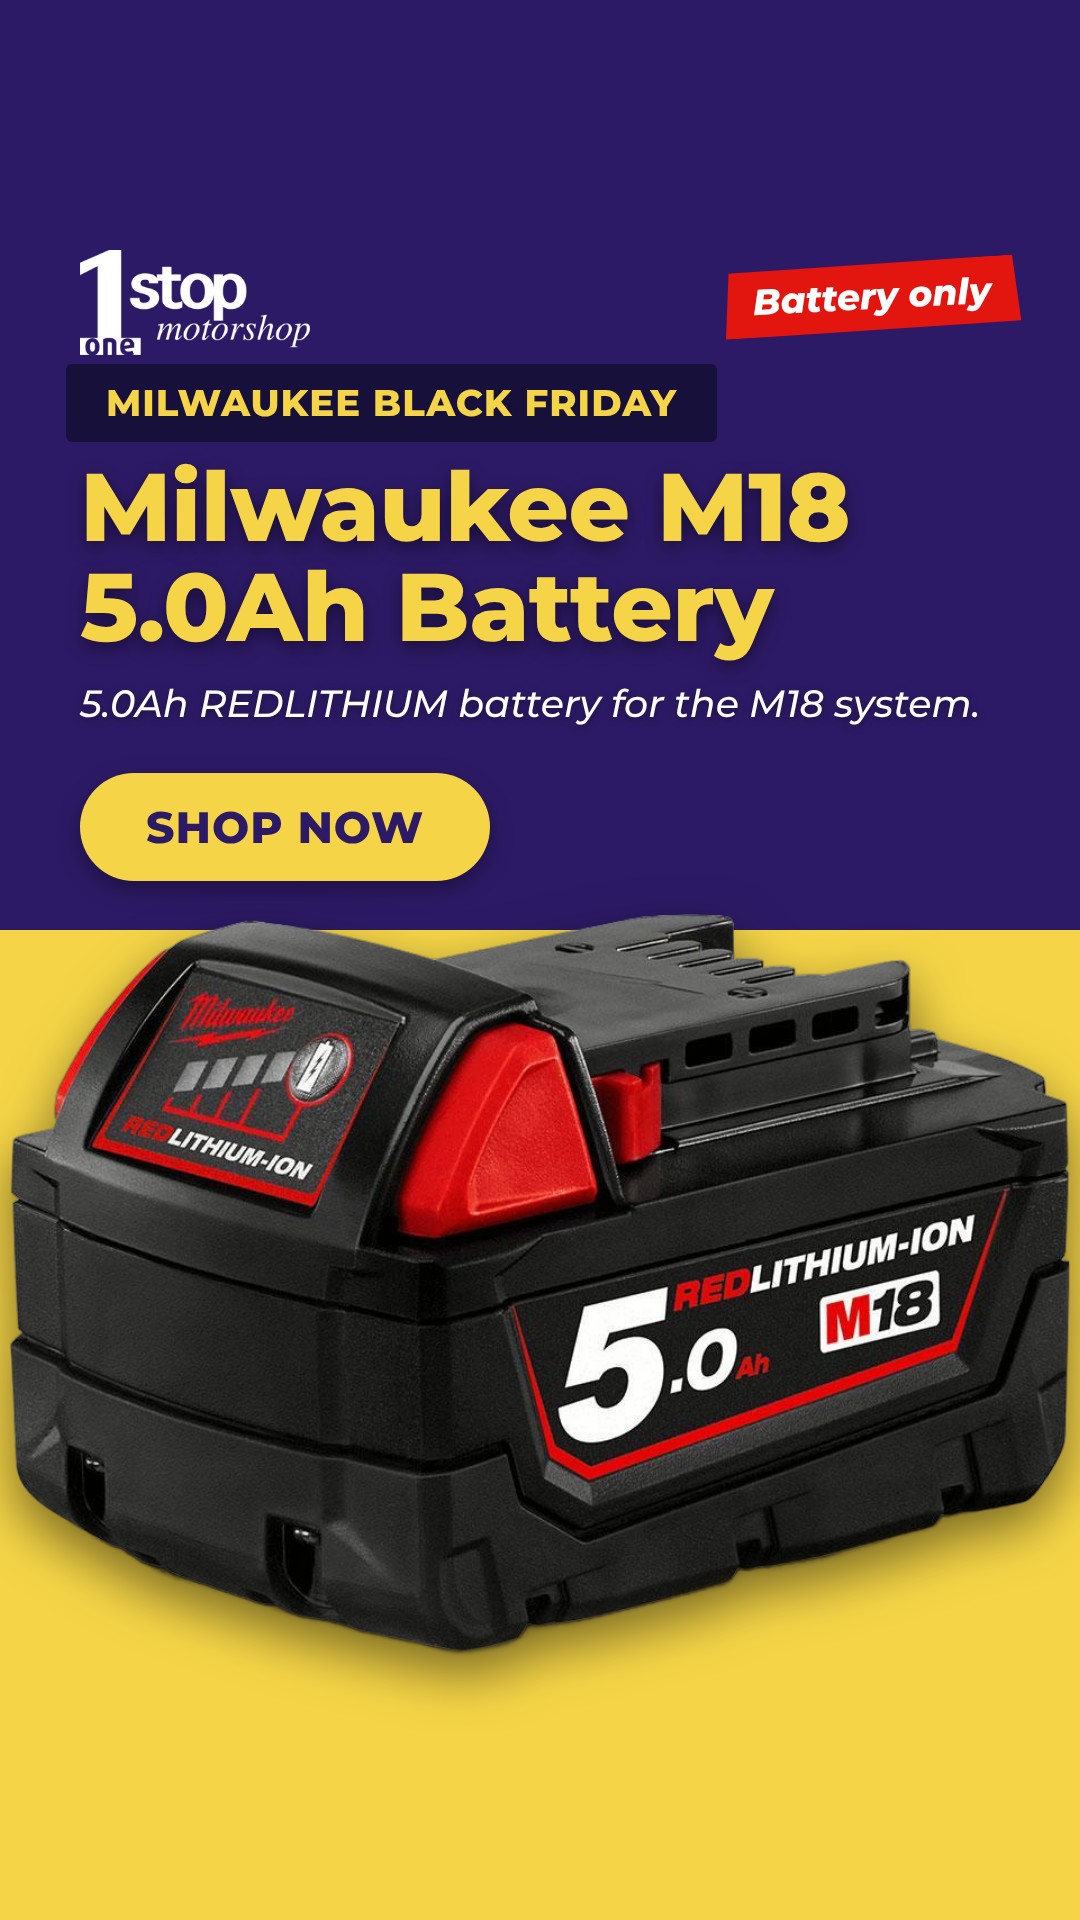 1 stop
one motorshop
Battery only
MILWAUKEE BLACK FRIDAY
Milwaukee M18
5.0Ah Battery
5.0Ah REDLITHIUM battery for the M18 system.
SHOP NOW
Milwaukee
REDLITHIUM-ION
REDLITHIUM-ION
M18
5.0Ah